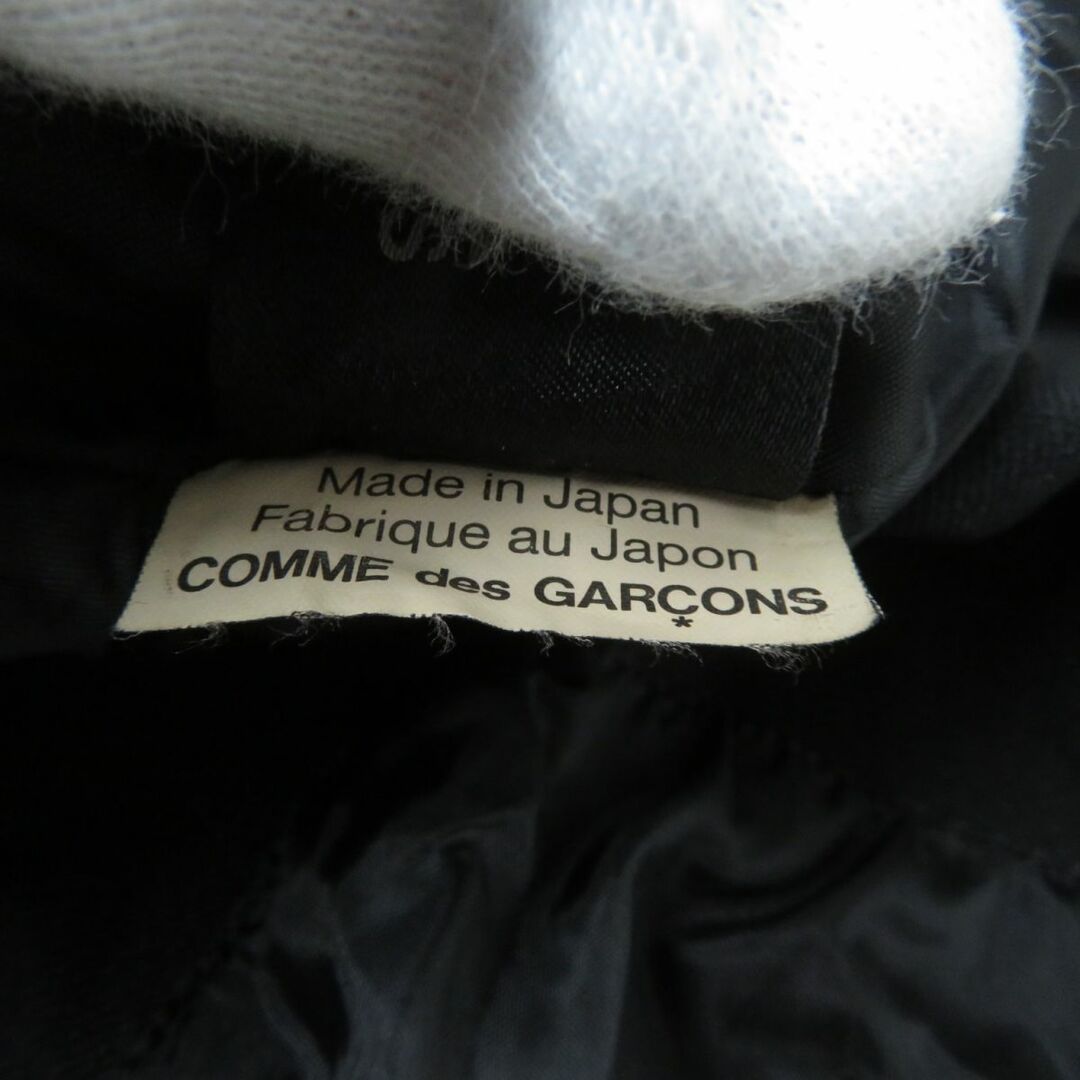 Made in Japan
Fabrique au Japon
COMME des GARÇONS
*